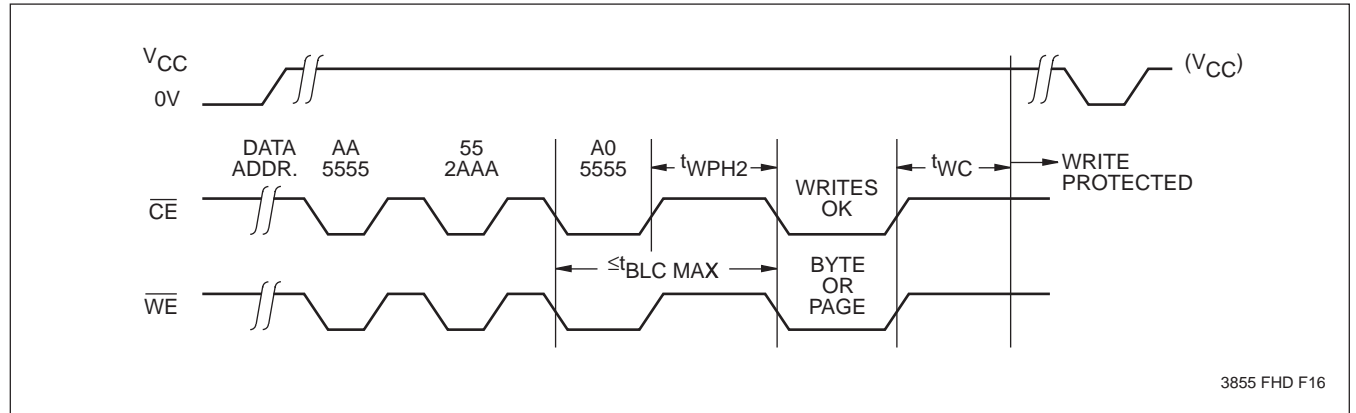 VCC
0V
(VCC)
DATA AA 55 A0
ADDR. 5555 2AAA 5555
tWPH2
WRITES
OK
tWC
WRITE
PROTECTED
CE
≤tBLC MAX
BYTE
OR
PAGE
WE
3855 FHD F16